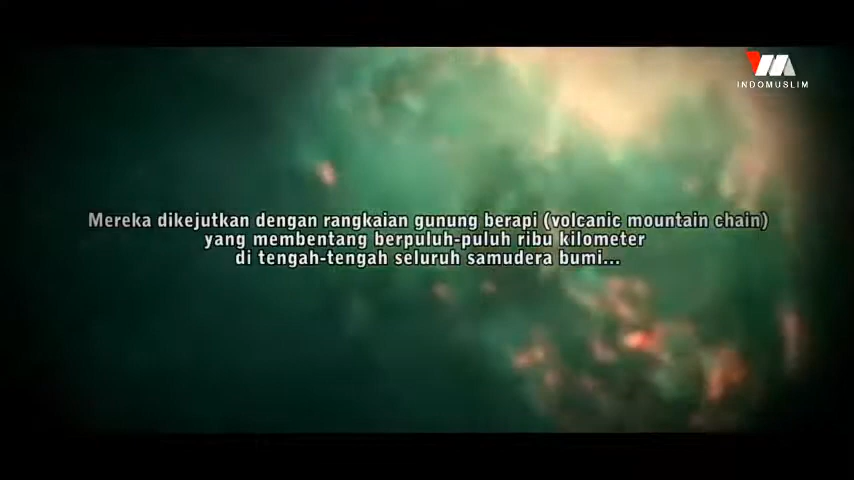 INDOMUSLIM
Mereka dikejutkan dengan rangkaian gunung berapi (volcanic mountain chain)
yang membentang berpuluh-puluh ribu kilometer
di tengah-tengah seluruh samudera bumi...